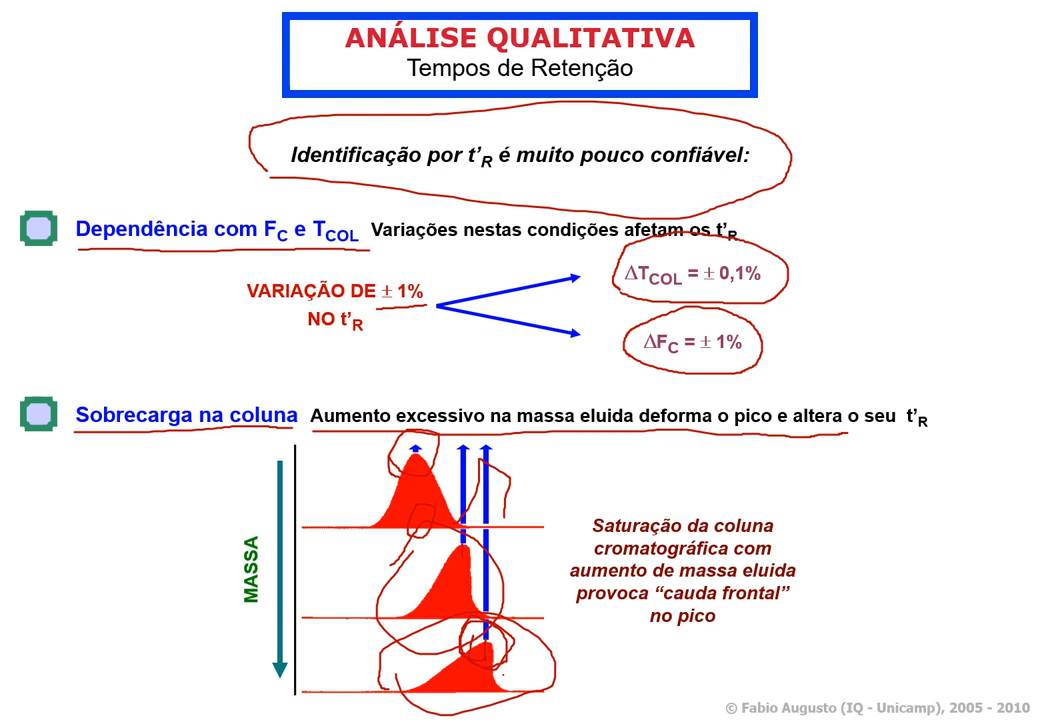 ANÁLISE QUALITATIVA
Tempos de Retenção
Identificação por t’R é muito pouco confiável:
Dependência com FC e TCOL Variações nestas condições afetam os t’R
VARIAÇÃO DE ± 1%
NO t’R
ΔTCOL = ± 0,1%
ΔFC = ± 1%
Sobrecarga na coluna Aumento excessivo na massa eluida deforma o pico e altera o seu t’R
MASSA
Saturação da coluna
cromatográfica com
aumento de massa eluida
provoca “cauda frontal”
no pico
© Fabio Augusto (IQ - Unicamp), 2005 - 2010